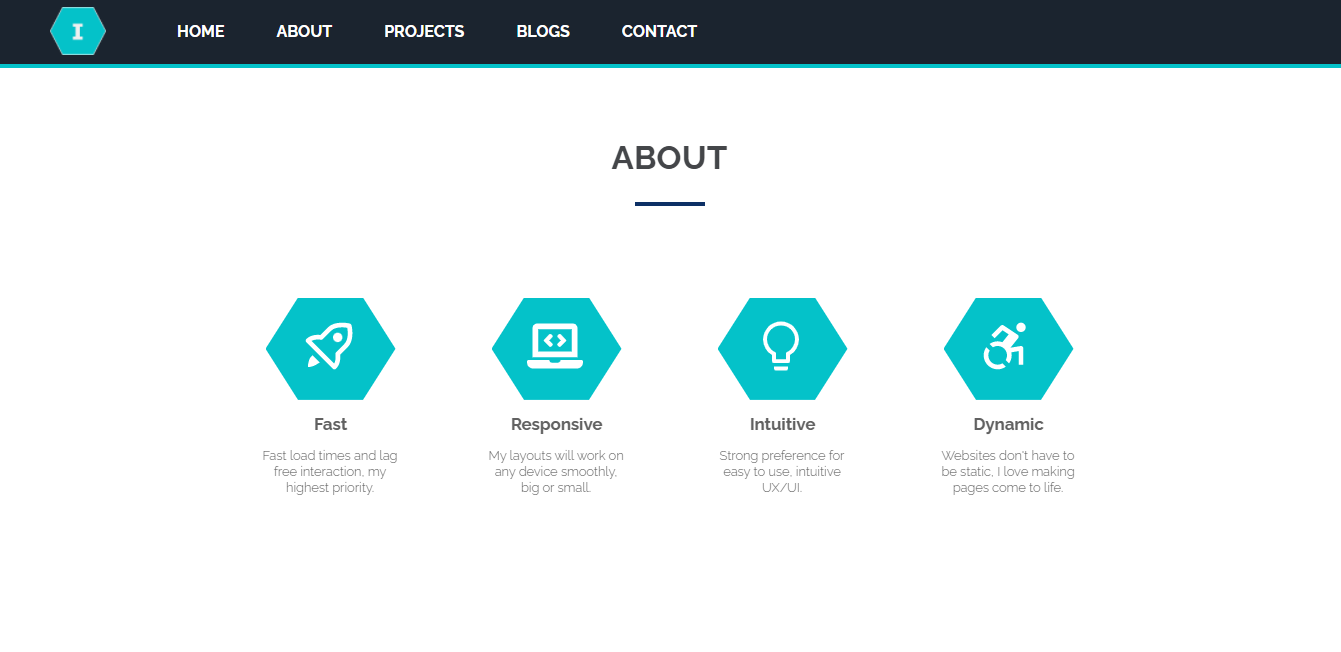 I
HOME ABOUT PROJECTS BLOGS CONTACT
ABOUT
Fast
Fast load times and lag
free interaction, my
highest priority.
Responsive
My layouts will work on
any device smoothly,
big or small.
Intuitive
Strong preference for
easy to use, intuitive
UX/UI.
Dynamic
Websites don't have to
be static, I love making
pages come to life.